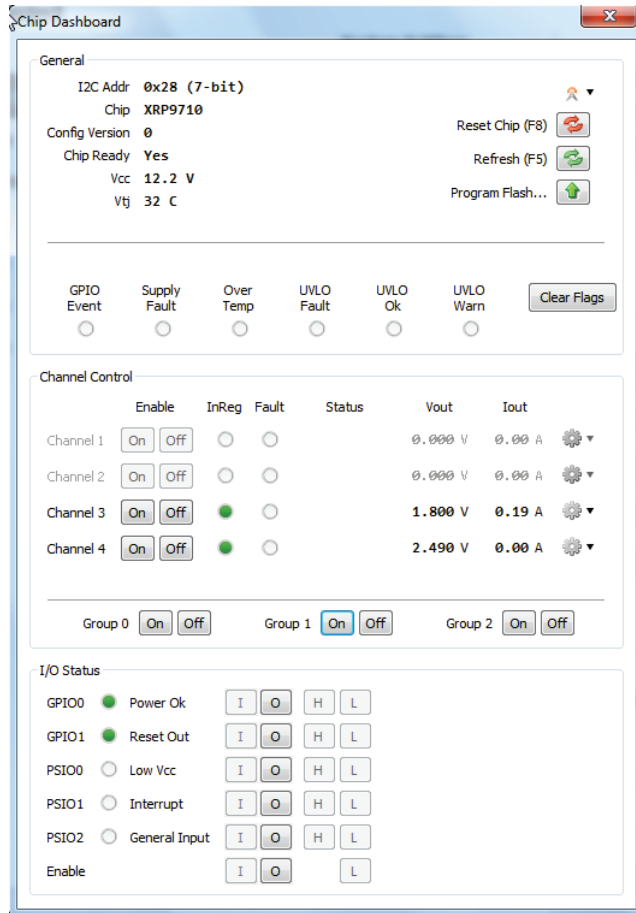 Chip Dashboard
General
I2C Addr 0x28 (7-bit)
Chip XRP9710
Config Version 0
Chip Ready Yes
Vcc 12.2 V
Vtj 32 C
Reset Chip (F8)
Refresh (F5)
Program Flash...
GPIO Event Supply Fault Over Temp UVLO Fault UVLO Ok UVLO Warn Clear Flags
Channel Control
Enable InReg Fault Status Vout Iout
Channel 1 On Off 0.000 V 0.00 A
Channel 2 On Off 0.000 V 0.00 A
Channel 3 On Off 1.800 V 0.19 A
Channel 4 On Off 2.490 V 0.00 A
Group 0 On Off Group 1 On Off Group 2 On Off
I/O Status
GPIO0 Power Ok I O H L
GPIO1 Reset Out I O H L
PSIO0 Low Vcc I O H L
PSIO1 Interrupt I O H L
PSIO2 General Input I O H L
Enable I O L